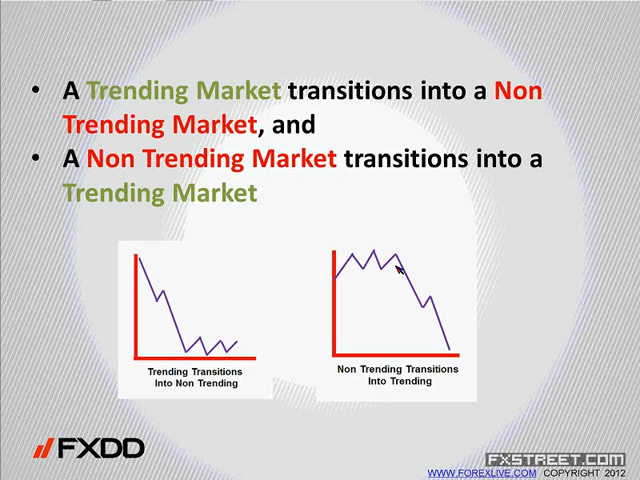 • A Trending Market transitions into a Non
Trending Market, and
• A Non Trending Market transitions into a
Trending Market
Trending Transitions
Into Non Trending
Non Trending Transitions
Into Trending
FXDD
FXSTREET.COM
WWW.FOREXLIVE.COM COPYRIGHT 2012